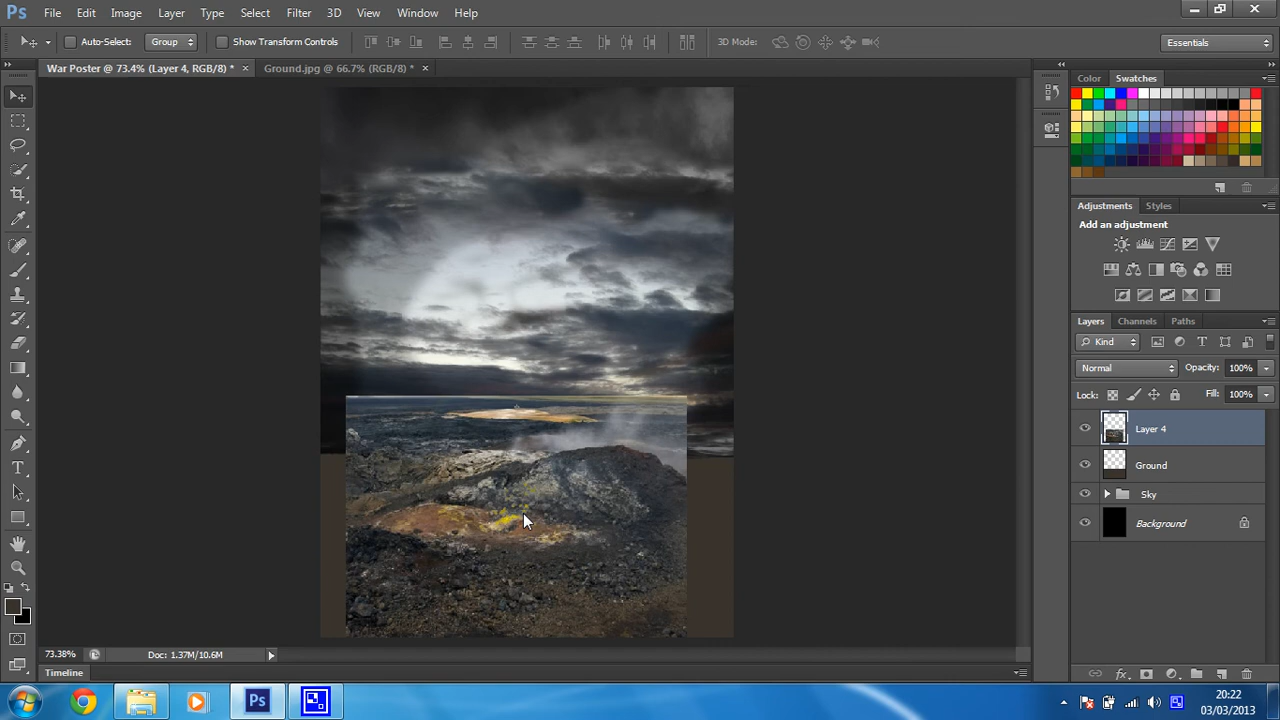 Ps File Edit Image Layer Type Select Filter 3D View Window Help
Auto-Select: Group Show Transform Controls 3D Mode: Essentials
War Poster @ 73.4% (Layer 4, RGB/8) * × Ground.jpg @ 66.7% (RGB/8) * ×
Color Swatches
Adjustments Styles
Add an adjustment
Layers Channels Paths
Kind
Normal Opacity: 100%
Lock: Fill: 100%
Layer 4
Ground
Sky
Background
73.38% Doc: 1.37M/10.6M
Timeline
Ps 20:22
03/03/2013